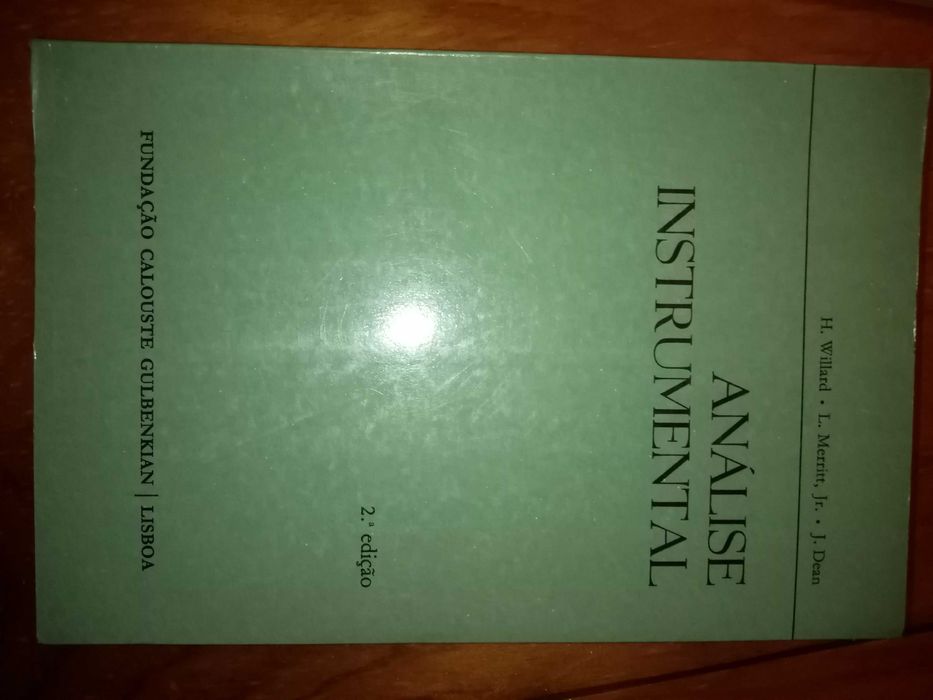 H. Willard • L. Merritt, Jr. • J. Dean
ANÁLISE
INSTRUMENTAL
2.ª edição
FUNDAÇÃO CALOUSTE GULBENKIAN | LISBOA